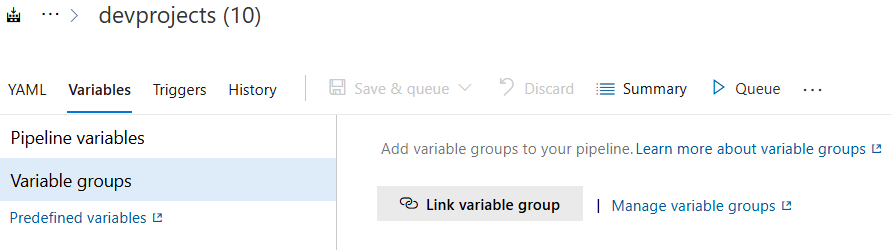 ··· > devprojects (10)
YAML Variables Triggers History Save & queue Discard Summary Queue ···
Pipeline variables
Variable groups
Predefined variables
Add variable groups to your pipeline. Learn more about variable groups
Link variable group | Manage variable groups